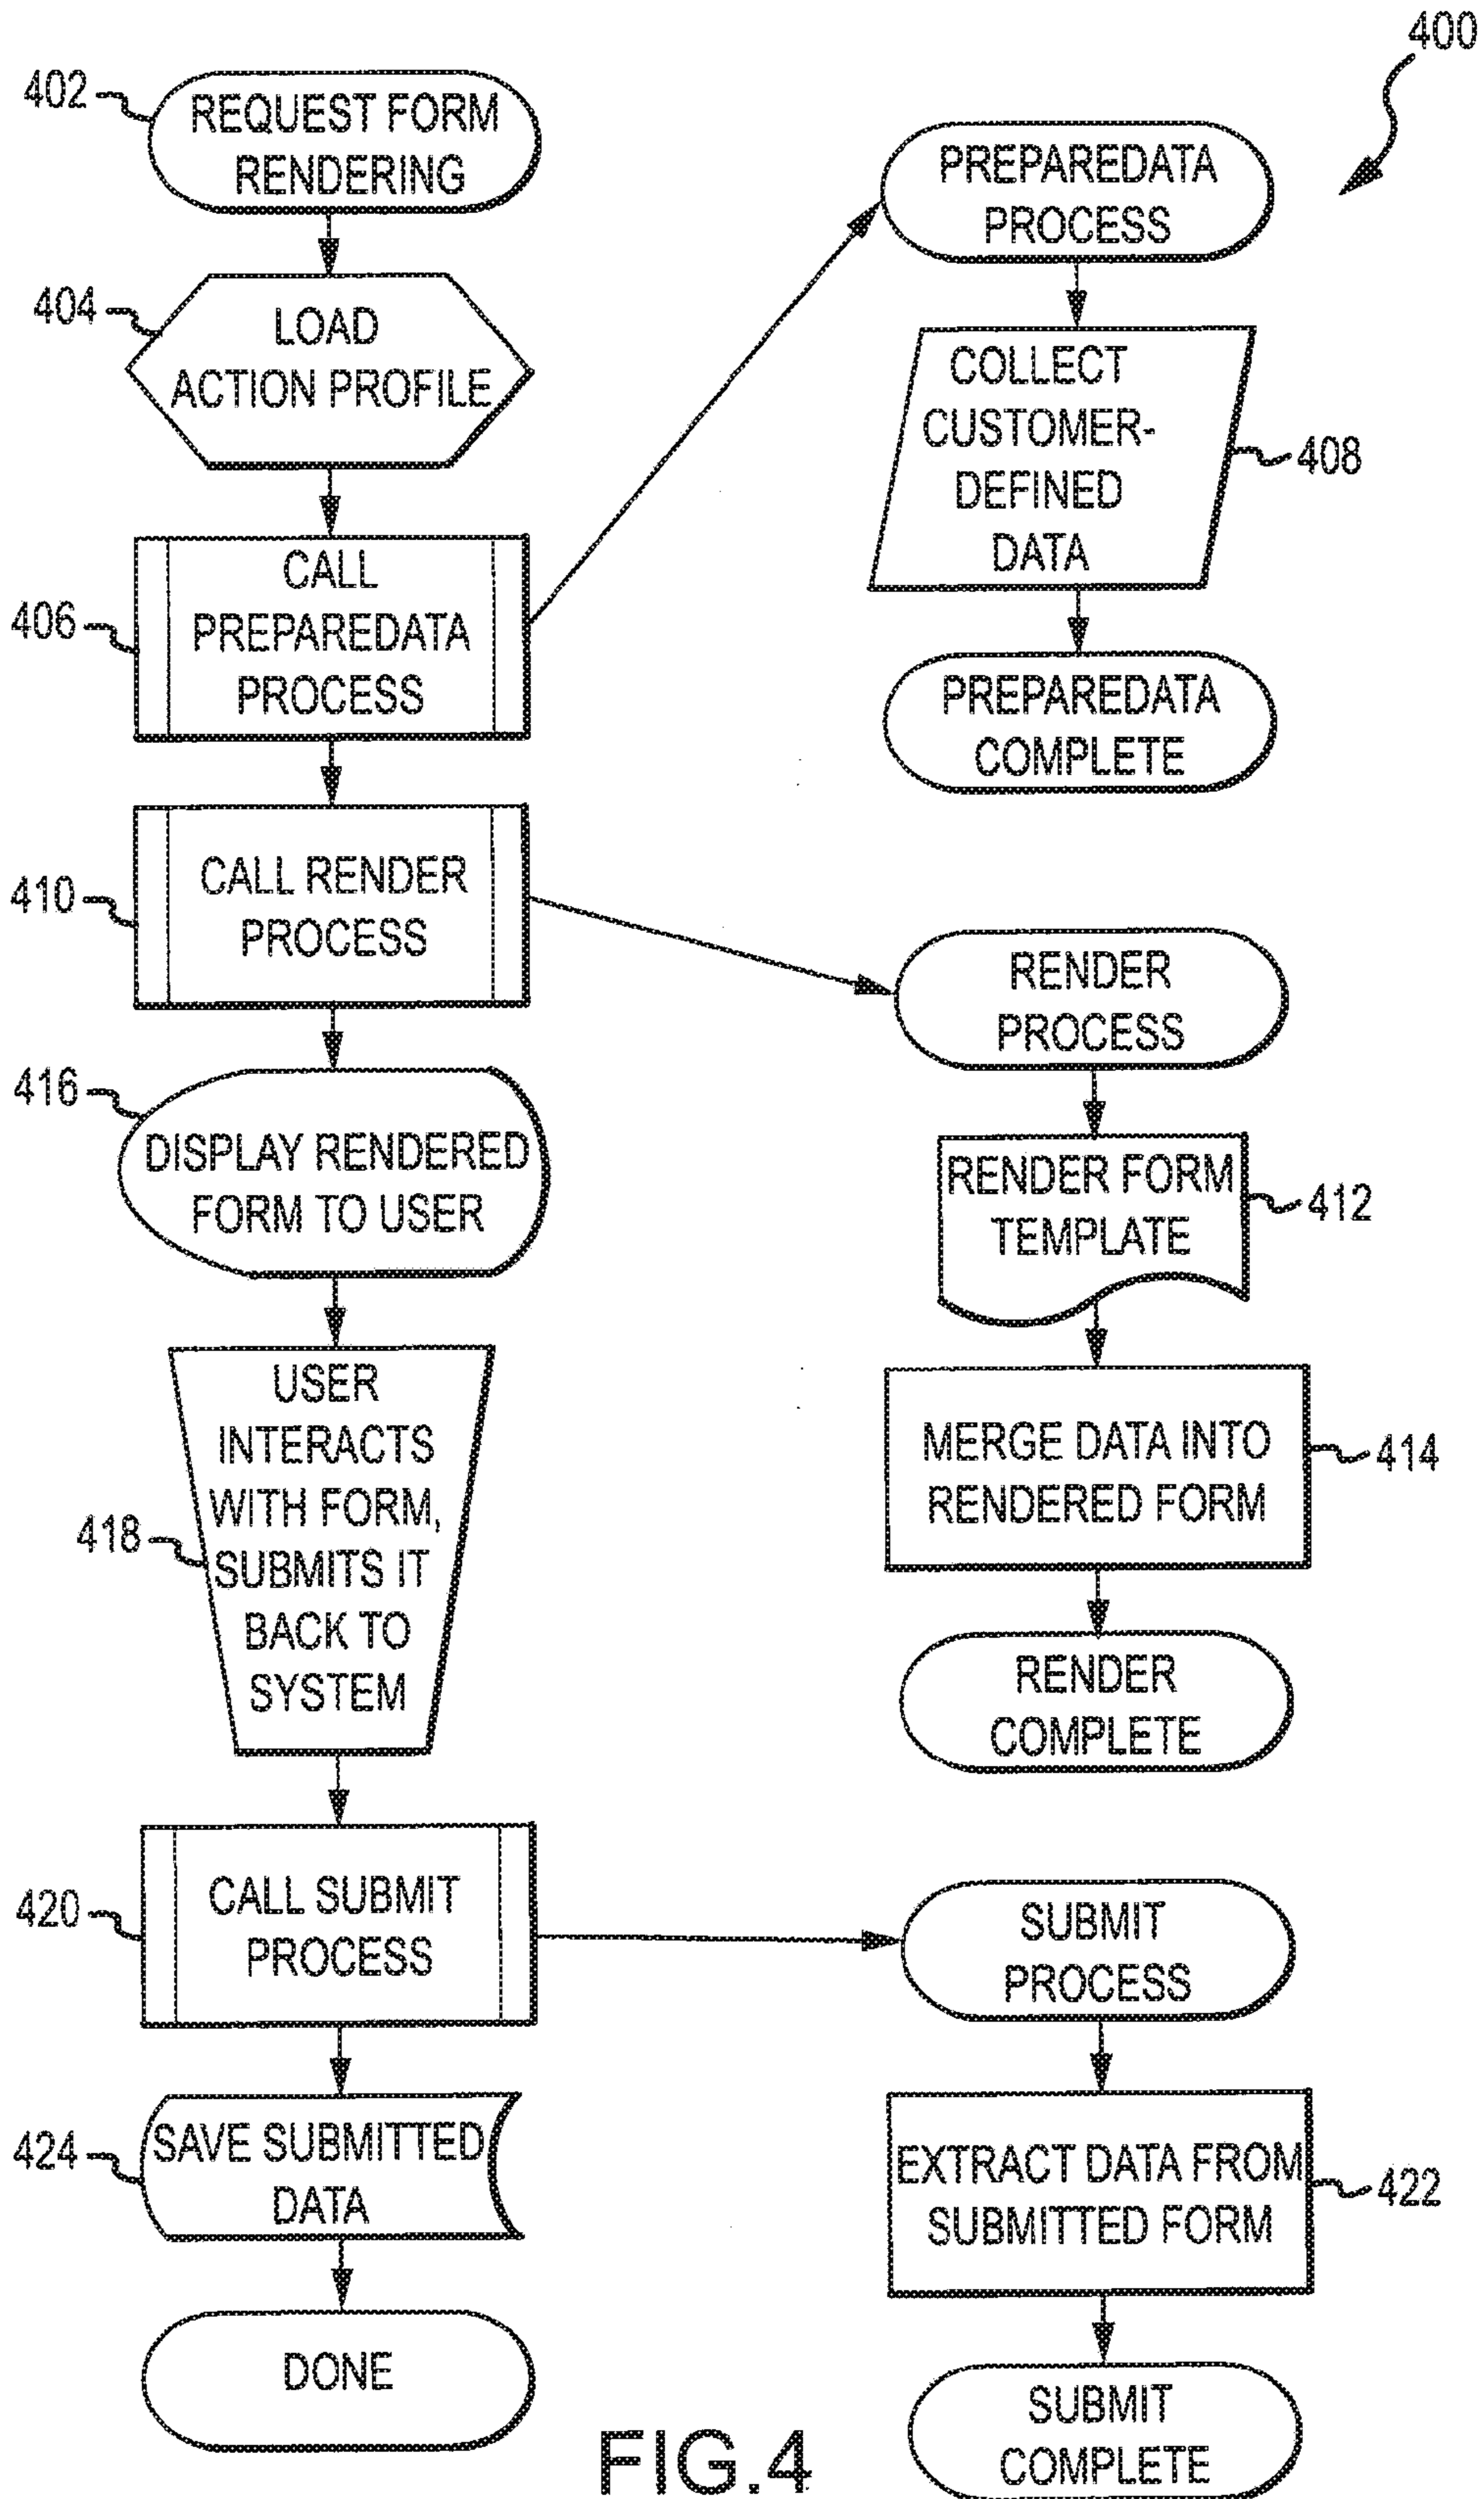 400
402
REQUEST FORM
RENDERING
404
LOAD
ACTION PROFILE
406
CALL
PREPAREDATA
PROCESS
PREPAREDATA
PROCESS
COLLECT
CUSTOMER-
DEFINED
DATA
408
PREPAREDATA
COMPLETE
410
CALL RENDER
PROCESS
RENDER
PROCESS
RENDER FORM
TEMPLATE
412
MERGE DATA INTO
RENDERED FORM
414
RENDER
COMPLETE
416
DISPLAY RENDERED
FORM TO USER
418
USER
INTERACTS
WITH FORM,
SUBMITS IT
BACK TO
SYSTEM
420
CALL SUBMIT
PROCESS
SUBMIT
PROCESS
EXTRACT DATA FROM
SUBMITTED FORM
422
SUBMIT
COMPLETE
424
SAVE SUBMITTED
DATA
DONE
FIG.4